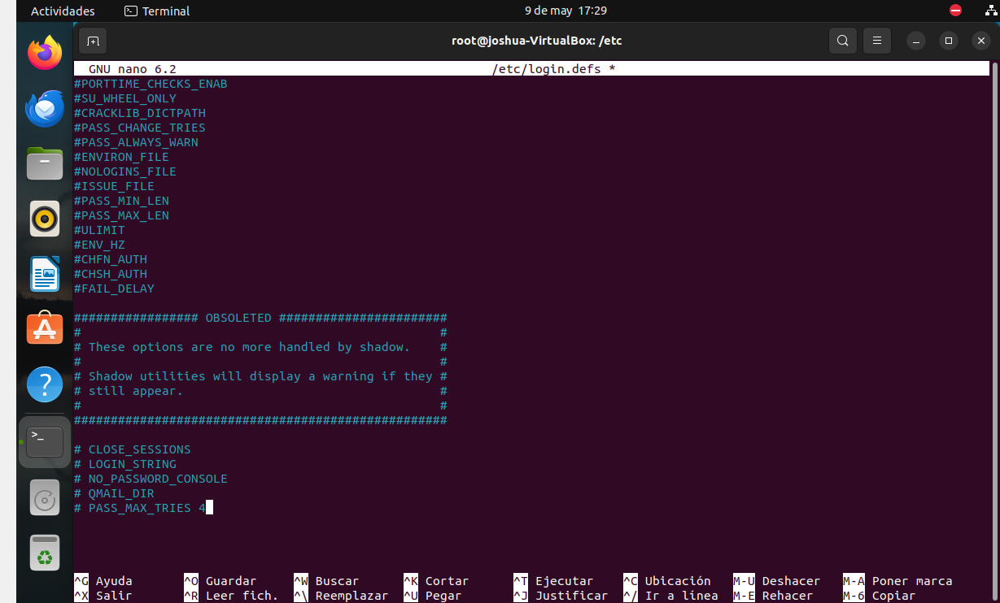 Actividades Terminal 9 de may 17:29
root@joshua-VirtualBox: /etc
GNU nano 6.2 /etc/login.defs *
#PORTTIME_CHECKS_ENAB
#SU_WHEEL_ONLY
#CRACKLIB_DICTPATH
#PASS_CHANGE_TRIES
#PASS_ALWAYS_WARN
#ENVIRON_FILE
#NOLOGINS_FILE
#ISSUE_FILE
#PASS_MIN_LEN
#PASS_MAX_LEN
#ULIMIT
#ENV_HZ
#CHFN_AUTH
#CHSH_AUTH
#FAIL_DELAY
################# OBSOLETED #######################
# #
# These options are no more handled by shadow. #
# #
# Shadow utilities will display a warning if they #
# still appear. #
# #
###################################################
# CLOSE_SESSIONS
# LOGIN_STRING
# NO_PASSWORD_CONSOLE
# QMAIL_DIR
# PASS_MAX_TRIES 4
^G Ayuda ^O Guardar ^W Buscar ^K Cortar ^T Ejecutar ^C Ubicación M-U Deshacer M-A Poner marca
^X Salir ^R Leer fich. ^\ Reemplazar ^U Pegar ^J Justificar ^/ Ir a línea M-E Rehacer M-6 Copiar